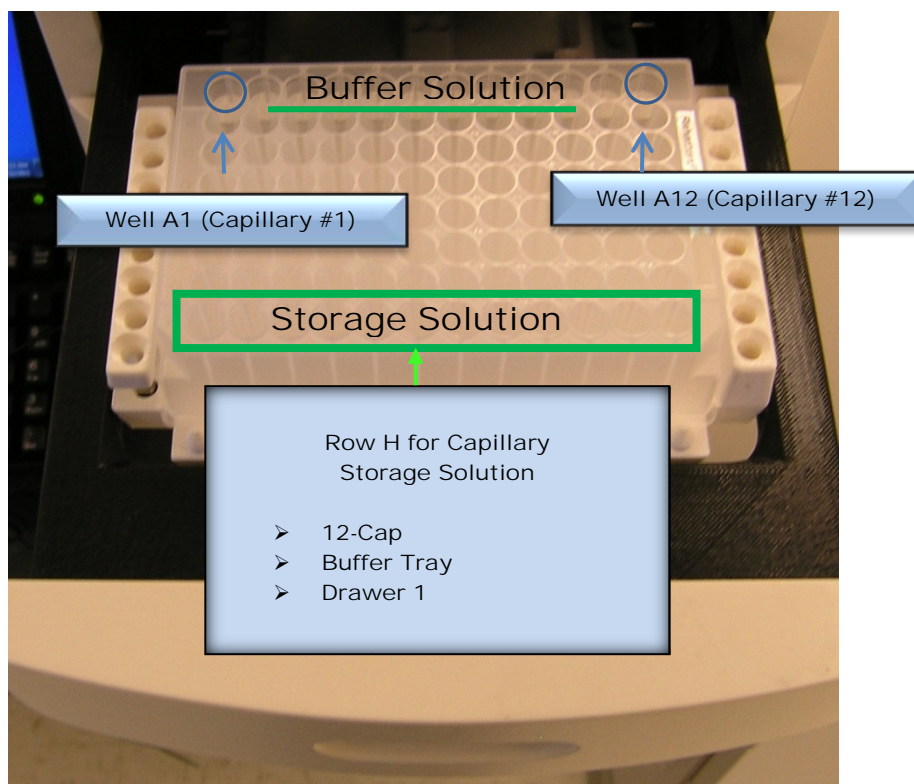 Buffer Solution
Well A1 (Capillary #1)
Well A12 (Capillary #12)
Storage Solution
Row H for Capillary
Storage Solution
➢ 12-Cap
➢ Buffer Tray
➢ Drawer 1